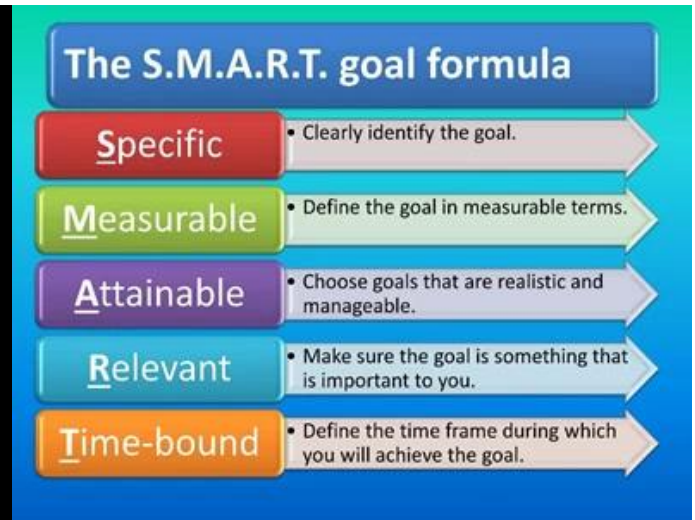 The S.M.A.R.T. goal formula
Specific
• Clearly identify the goal.
Measurable
• Define the goal in measurable terms.
Attainable
• Choose goals that are realistic and
manageable.
Relevant
• Make sure the goal is something that
is important to you.
Time-bound
• Define the time frame during which
you will achieve the goal.